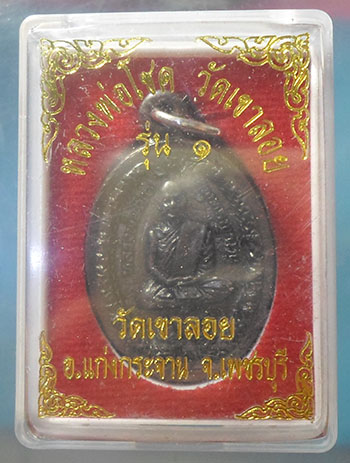 หลวงพ่อโชติ วัดเขาลอย
รุ่น ๑
วัดเขาลอย
อ.แก่งกระจาน จ.เพชรบุรี